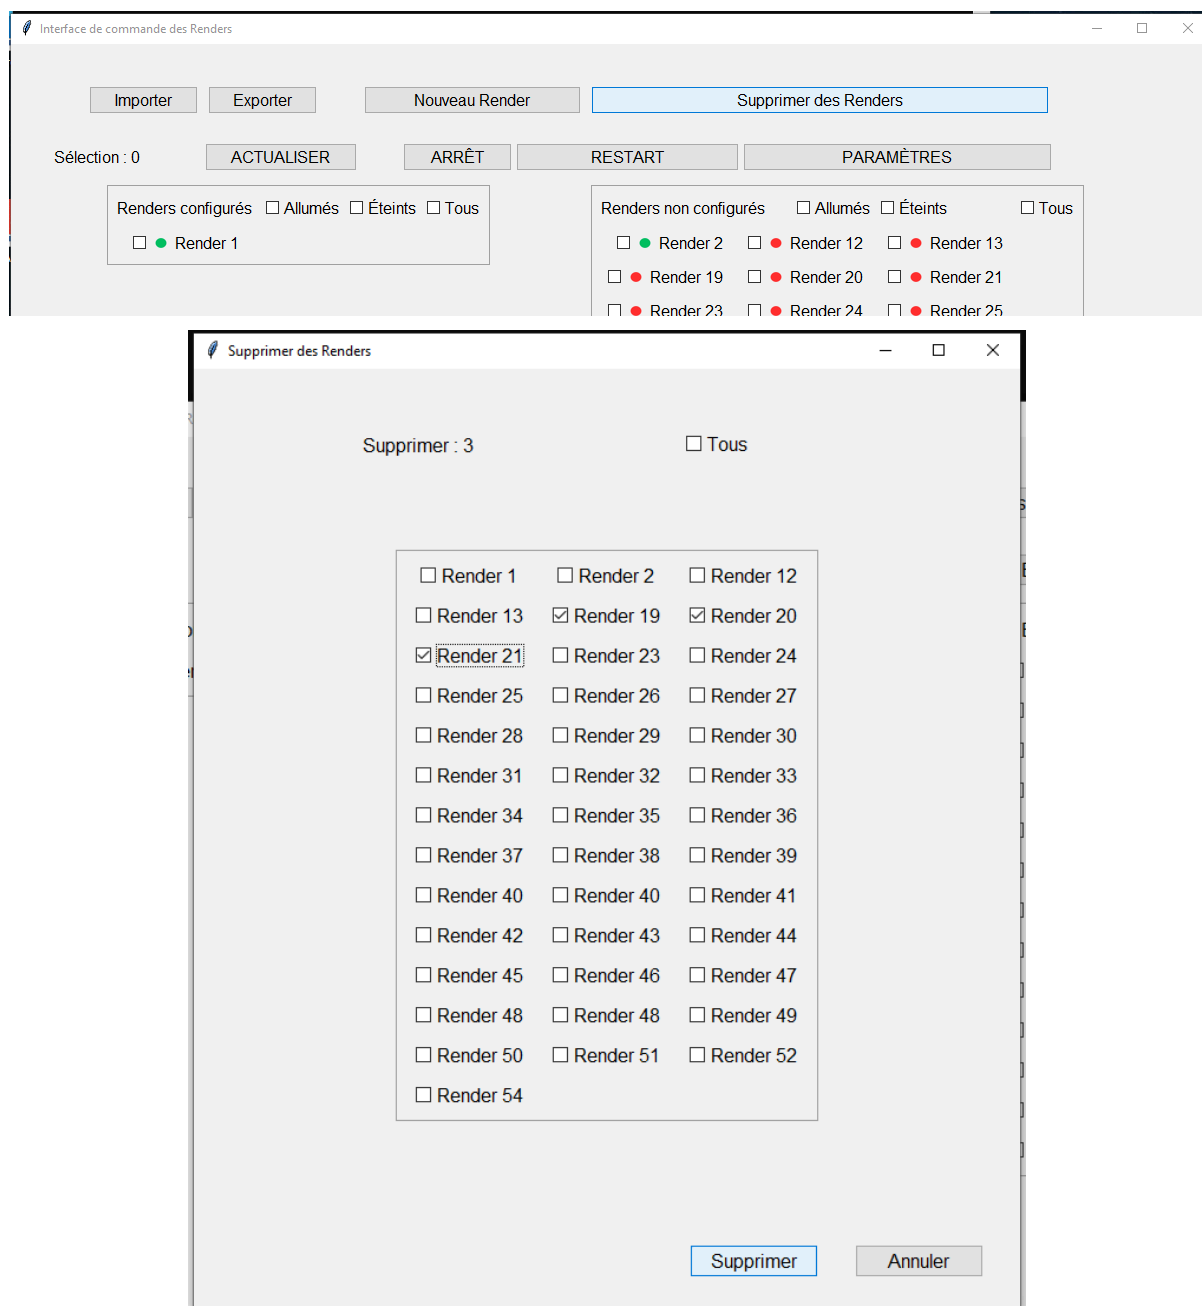 Interface de commande des Renders
Importer Exporter Nouveau Render Supprimer des Renders
Sélection : 0 ACTUALISER ARRÊT RESTART PARAMÈTRES
Renders configurés Allumés Éteints Tous Renders non configurés Allumés Éteints Tous
Render 1 Render 2 Render 12 Render 13
Render 19 Render 20 Render 21
Render 23 Render 24 Render 25
Supprimer des Renders
Supprimer : 3 Tous
Render 1 Render 2 Render 12
Render 13 Render 19 Render 20
Render 21 Render 23 Render 24
Render 25 Render 26 Render 27
Render 28 Render 29 Render 30
Render 31 Render 32 Render 33
Render 34 Render 35 Render 36
Render 37 Render 38 Render 39
Render 40 Render 40 Render 41
Render 42 Render 43 Render 44
Render 45 Render 46 Render 47
Render 48 Render 48 Render 49
Render 50 Render 51 Render 52
Render 54
Supprimer Annuler